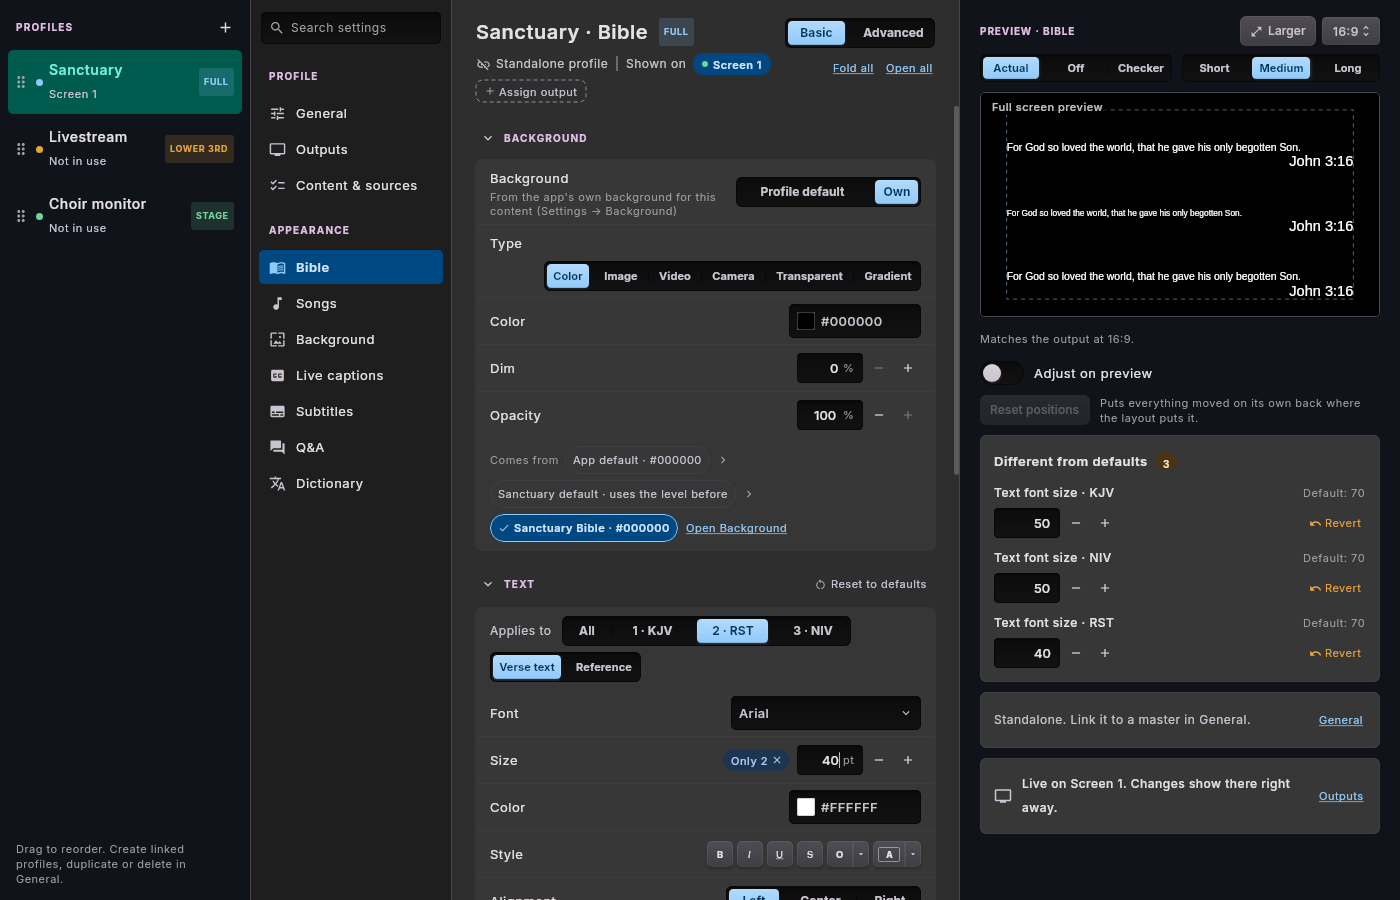 PROFILES
Sanctuary
Screen 1
FULL
Livestream
Not in use
LOWER 3RD
Choir monitor
Not in use
STAGE
Drag to reorder. Create linked
profiles, duplicate or delete in
General.
Search settings
PROFILE
General
Outputs
Content & sources
APPEARANCE
Bible
Songs
Background
Live captions
Subtitles
Q&A
Dictionary
Sanctuary · Bible
FULL
Basic
Advanced
Standalone profile
Shown on
Screen 1
Fold all
Open all
+ Assign output
BACKGROUND
Background
From the app's own background for this
content (Settings → Background)
Profile default
Own
Type
Color
Image
Video
Camera
Transparent
Gradient
Color
#000000
Dim
0 %
Opacity
100 %
Comes from
App default · #000000
Sanctuary default · uses the level before
Sanctuary Bible · #000000
Open Background
TEXT
Reset to defaults
Applies to
All
1 · KJV
2 · RST
3 · NIV
Verse text
Reference
Font
Arial
Size
Only 2 ×
40 pt
Color
#FFFFFF
Style
B
I
U
S
O
A
Alignment
Left
Center
Right
PREVIEW · BIBLE
Larger
16:9
Actual
Off
Checker
Short
Medium
Long
Full screen preview
For God so loved the world, that he gave his only begotten Son.
John 3:16
For God so loved the world, that he gave his only begotten Son.
John 3:16
For God so loved the world, that he gave his only begotten Son.
John 3:16
Matches the output at 16:9.
Adjust on preview
Reset positions
Puts everything moved on its own back where
the layout puts it.
Different from defaults
3
Text font size · KJV
Default: 70
50
Revert
Text font size · NIV
Default: 70
50
Revert
Text font size · RST
Default: 70
40
Revert
Standalone. Link it to a master in General.
General
Live on Screen 1. Changes show there right
away.
Outputs